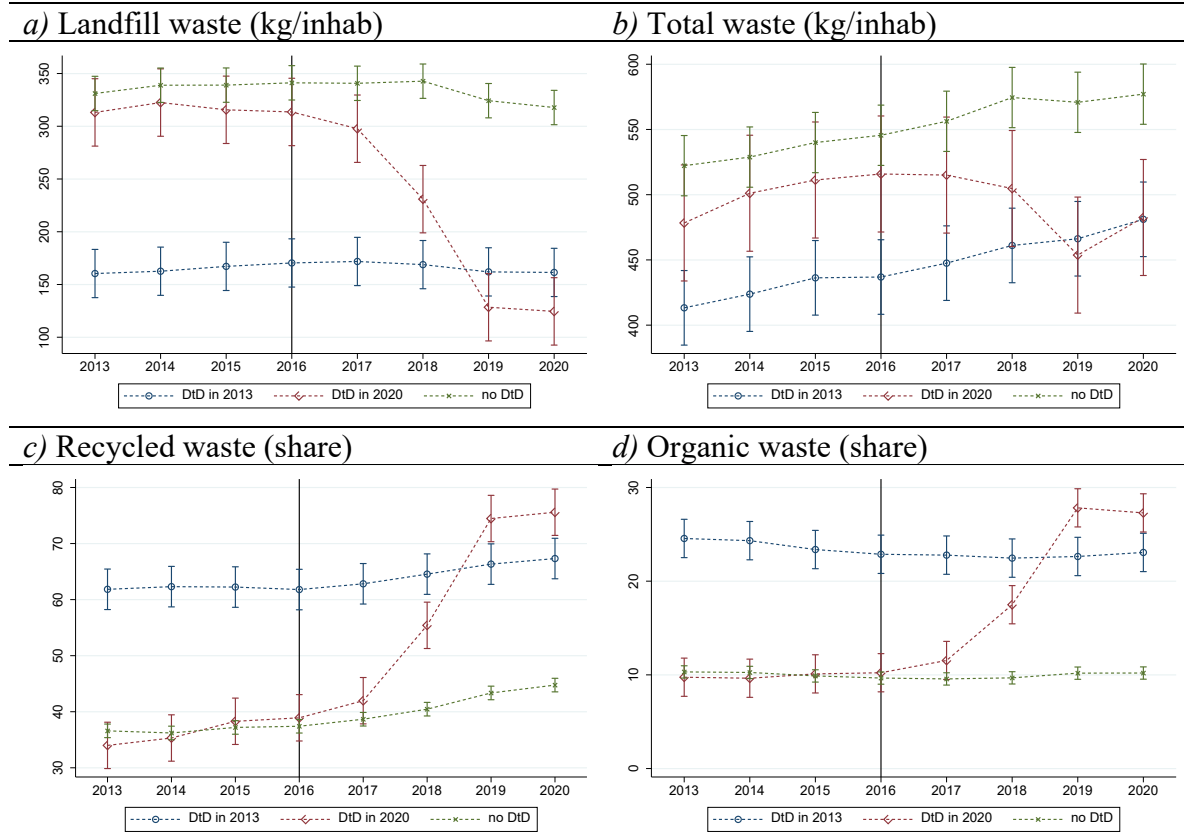 a) Landfill waste (kg/inhab)
b) Total waste (kg/inhab)
350
300
250
200
150
100
2013 2014 2015 2016 2017 2018 2019 2020
DtD in 2013 DtD in 2020 no DtD
600
550
500
450
400
2013 2014 2015 2016 2017 2018 2019 2020
DtD in 2013 DtD in 2020 no DtD
c) Recycled waste (share)
d) Organic waste (share)
80
70
60
50
40
30
2013 2014 2015 2016 2017 2018 2019 2020
DtD in 2013 DtD in 2020 no DtD
30
20
10
0
2013 2014 2015 2016 2017 2018 2019 2020
DtD in 2013 DtD in 2020 no DtD